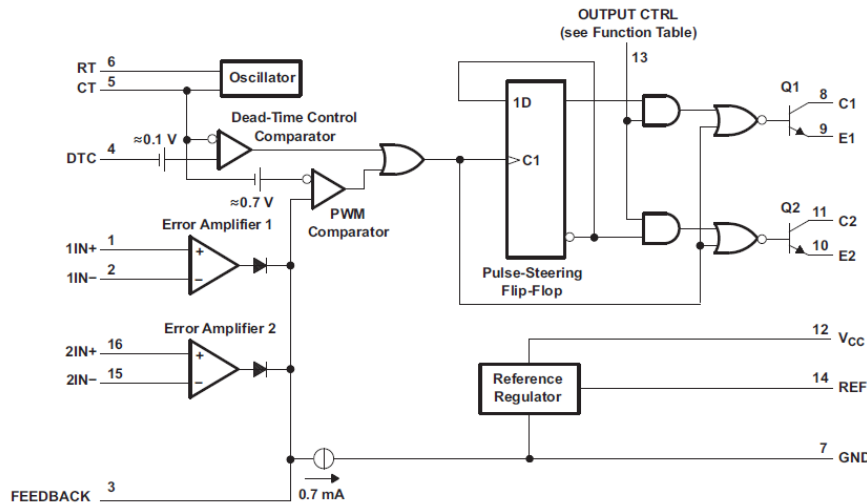 OUTPUT CTRL
(see Function Table)
13
RT 6
CT 5
Oscillator
Dead-Time Control
Comparator
≈0.1 V
DTC 4
≈0.7 V
PWM
Comparator
1D
C1
Pulse-Steering
Flip-Flop
Q1
8 C1
9 E1
Q2
11 C2
10 E2
Error Amplifier 1
1IN+ 1
1IN− 2
+
−
Error Amplifier 2
2IN+ 16
2IN− 15
+
−
12 VCC
Reference
Regulator
14 REF
7 GND
0.7 mA
FEEDBACK 3